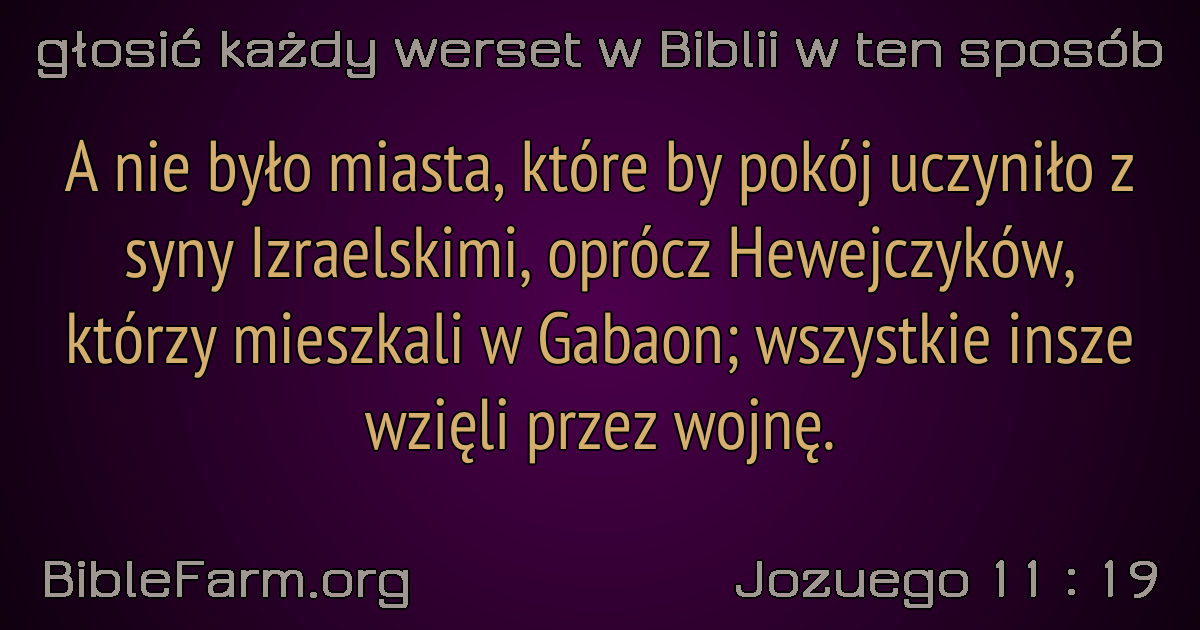 głosić każdy werset w Biblii w ten sposób
A nie było miasta, które by pokój uczyniło z
syny Izraelskimi, oprócz Hewejczyków,
którzy mieszkali w Gabaon; wszystkie insze
wzięli przez wojnę.
BibleFarm.org
Jozuego 11 : 19